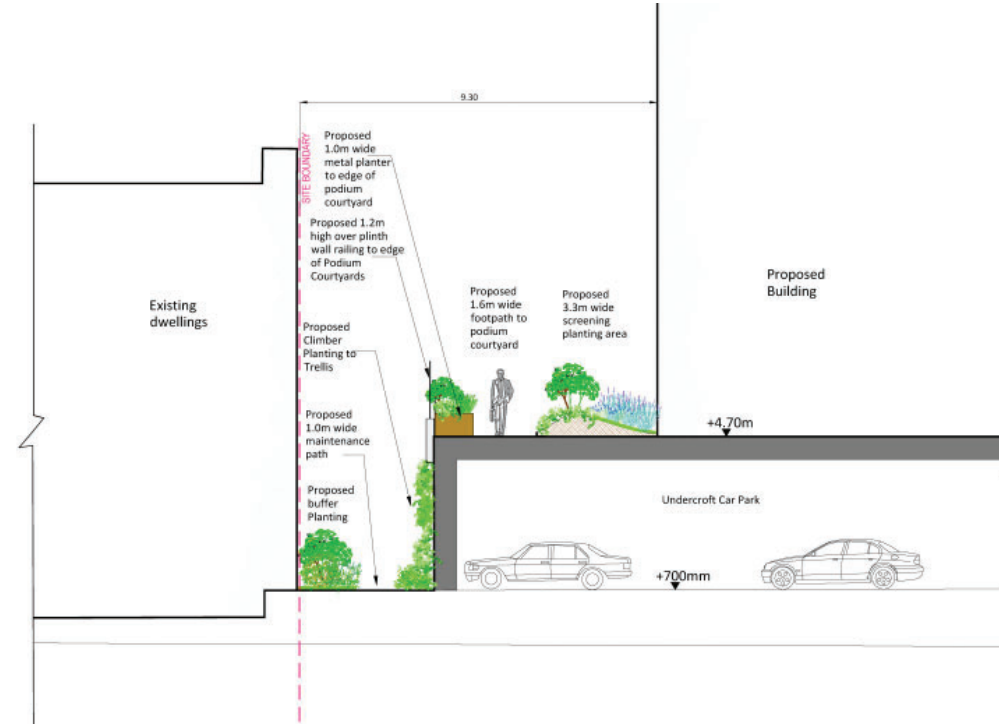 9.30
SITE BOUNDARY
Proposed
1.0m wide
metal planter
to edge of
podium
courtyard
Proposed 1.2m
high over plinth
wall railing to edge
of Podium
Courtyards
Existing
dwellings
Proposed
Climber
Planting to
Trellis
Proposed
1.0m wide
maintenance
path
Proposed
buffer
Planting
Proposed
1.6m wide
footpath to
podium
courtyard
Proposed
3.3m wide
screening
planting area
Proposed
Building
+4.70m
Undercroft Car Park
+700mm